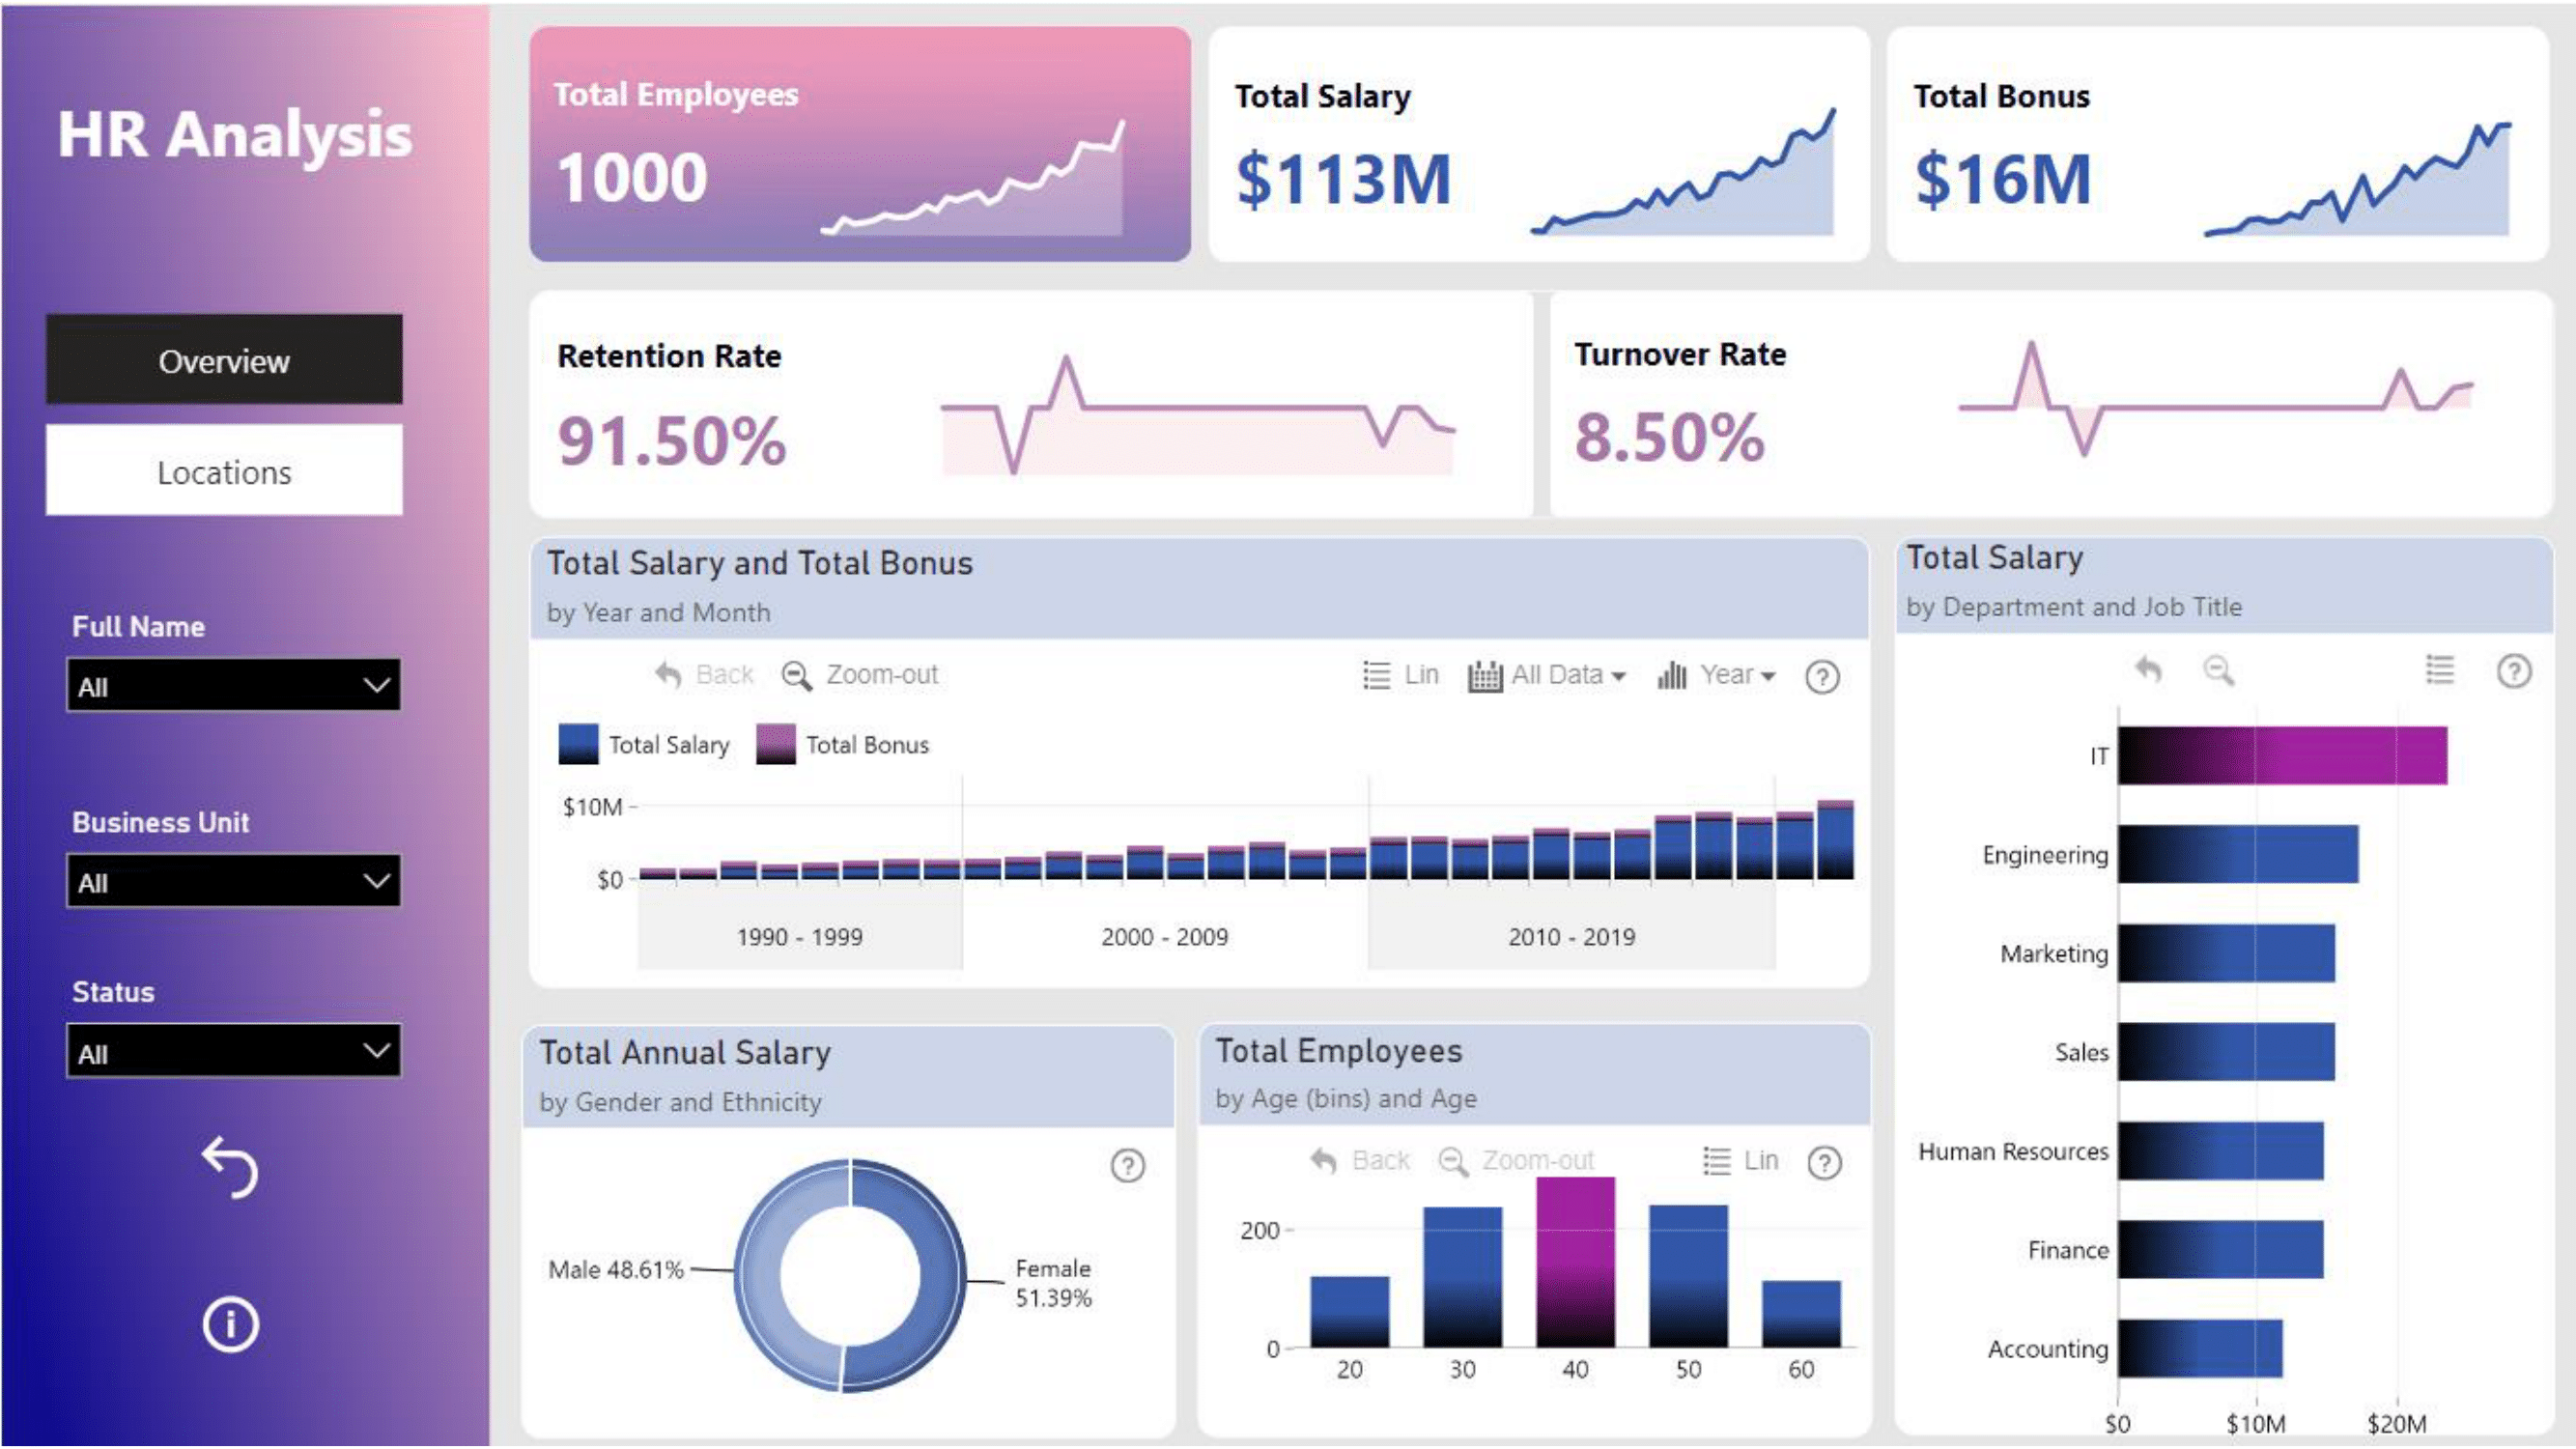 HR Analysis
Overview
Locations
Full Name
All
Business Unit
All
Status
All
Total Employees
1000
Total Salary
$113M
Total Bonus
$16M
Retention Rate
91.50%
Turnover Rate
8.50%
Total Salary and Total Bonus
by Year and Month
Back Zoom-out Lin All Data Year ?
Total Salary Total Bonus
$10M
$0
1990 - 1999 2000 - 2009 2010 - 2019
Total Annual Salary
by Gender and Ethnicity
?
Male 48.61%
Female
51.39%
Total Employees
by Age (bins) and Age
Back Zoom-out Lin ?
200
0
20 30 40 50 60
Total Salary
by Department and Job Title
?
IT
Engineering
Marketing
Sales
Human Resources
Finance
Accounting
$0 $10M $20M